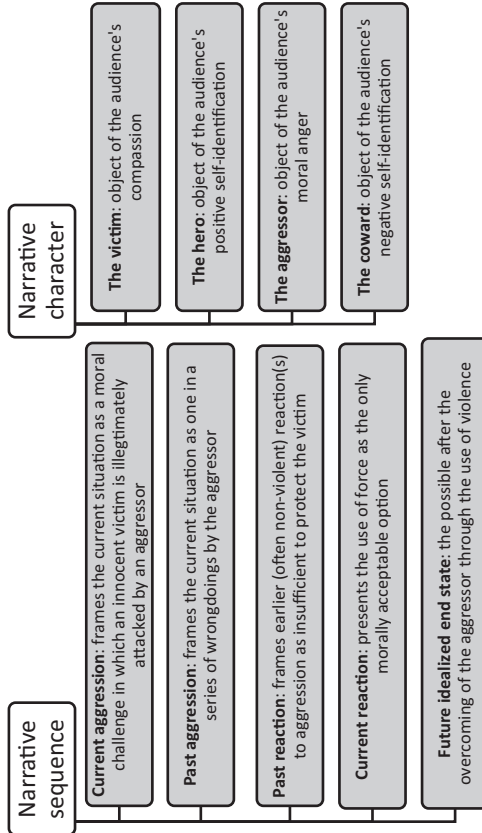 Narrative
sequence
Current aggression: frames the current situation as a moral
challenge in which an innocent victim is illegtimately
attacked by an aggressor
Past aggression: frames the current situation as one in a
series of wrongdoings by the aggressor
Past reaction: frames earlier (often non-violent) reaction(s)
to aggression as insufficient to protect the victim
Current reaction: presents the use of force as the only
morally acceptable option
Future idealized end state: the possible after the
overcoming of the aggressor through the use of violence
Narrative
character
The victim: object of the audience's
compassion
The hero: object of the audience's
positive self-identification
The aggressor: object of the audience's
moral anger
The coward: object of the audience's
negative self-identification